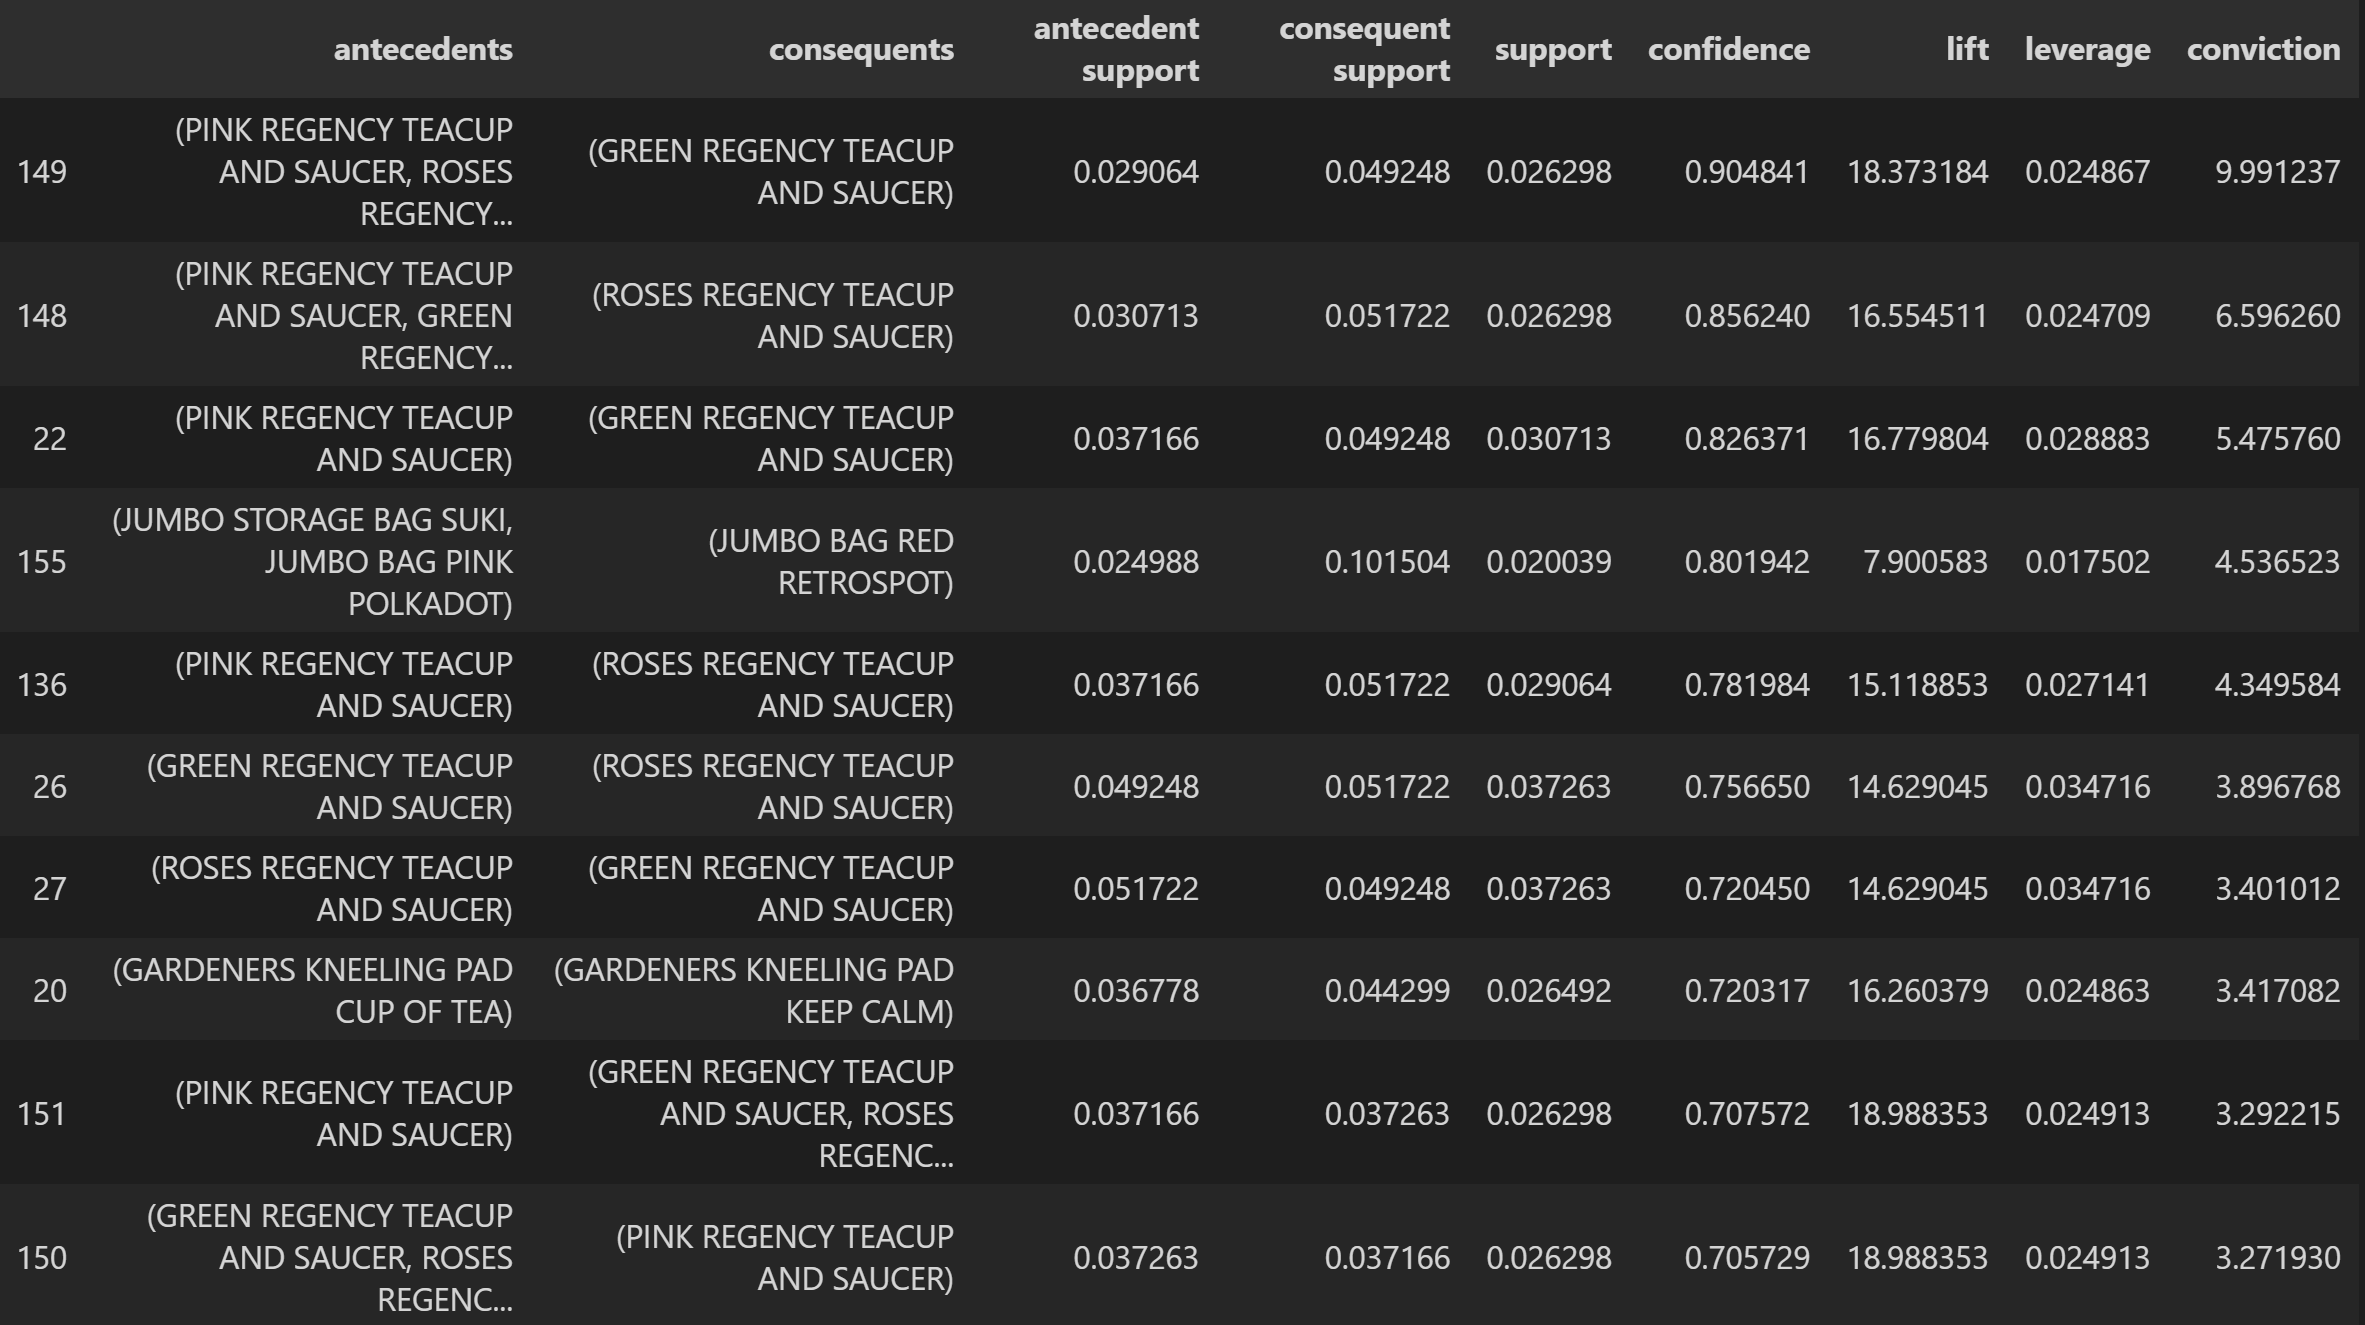 antecedents consequents antecedent support consequent support support confidence lift leverage conviction
149 (PINK REGENCY TEACUP AND SAUCER, ROSES REGENCY... (GREEN REGENCY TEACUP AND SAUCER) 0.029064 0.049248 0.026298 0.904841 18.373184 0.024867 9.991237
148 (PINK REGENCY TEACUP AND SAUCER, GREEN REGENCY... (ROSES REGENCY TEACUP AND SAUCER) 0.030713 0.051722 0.026298 0.856240 16.554511 0.024709 6.596260
22 (PINK REGENCY TEACUP AND SAUCER) (GREEN REGENCY TEACUP AND SAUCER) 0.037166 0.049248 0.030713 0.826371 16.779804 0.028883 5.475760
155 (JUMBO STORAGE BAG SUKI, JUMBO BAG PINK POLKADOT) (JUMBO BAG RED RETROSPOT) 0.024988 0.101504 0.020039 0.801942 7.900583 0.017502 4.536523
136 (PINK REGENCY TEACUP AND SAUCER) (ROSES REGENCY TEACUP AND SAUCER) 0.037166 0.051722 0.029064 0.781984 15.118853 0.027141 4.349584
26 (GREEN REGENCY TEACUP AND SAUCER) (ROSES REGENCY TEACUP AND SAUCER) 0.049248 0.051722 0.037263 0.756650 14.629045 0.034716 3.896768
27 (ROSES REGENCY TEACUP AND SAUCER) (GREEN REGENCY TEACUP AND SAUCER) 0.051722 0.049248 0.037263 0.720450 14.629045 0.034716 3.401012
20 (GARDENERS KNEELING PAD CUP OF TEA) (GARDENERS KNEELING PAD KEEP CALM) 0.036778 0.044299 0.026492 0.720317 16.260379 0.024863 3.417082
151 (PINK REGENCY TEACUP AND SAUCER) (GREEN REGENCY TEACUP AND SAUCER, ROSES REGENC... 0.037166 0.037263 0.026298 0.707572 18.988353 0.024913 3.292215
150 (GREEN REGENCY TEACUP AND SAUCER, ROSES REGENC... (PINK REGENCY TEACUP AND SAUCER) 0.037263 0.037166 0.026298 0.705729 18.988353 0.024913 3.271930